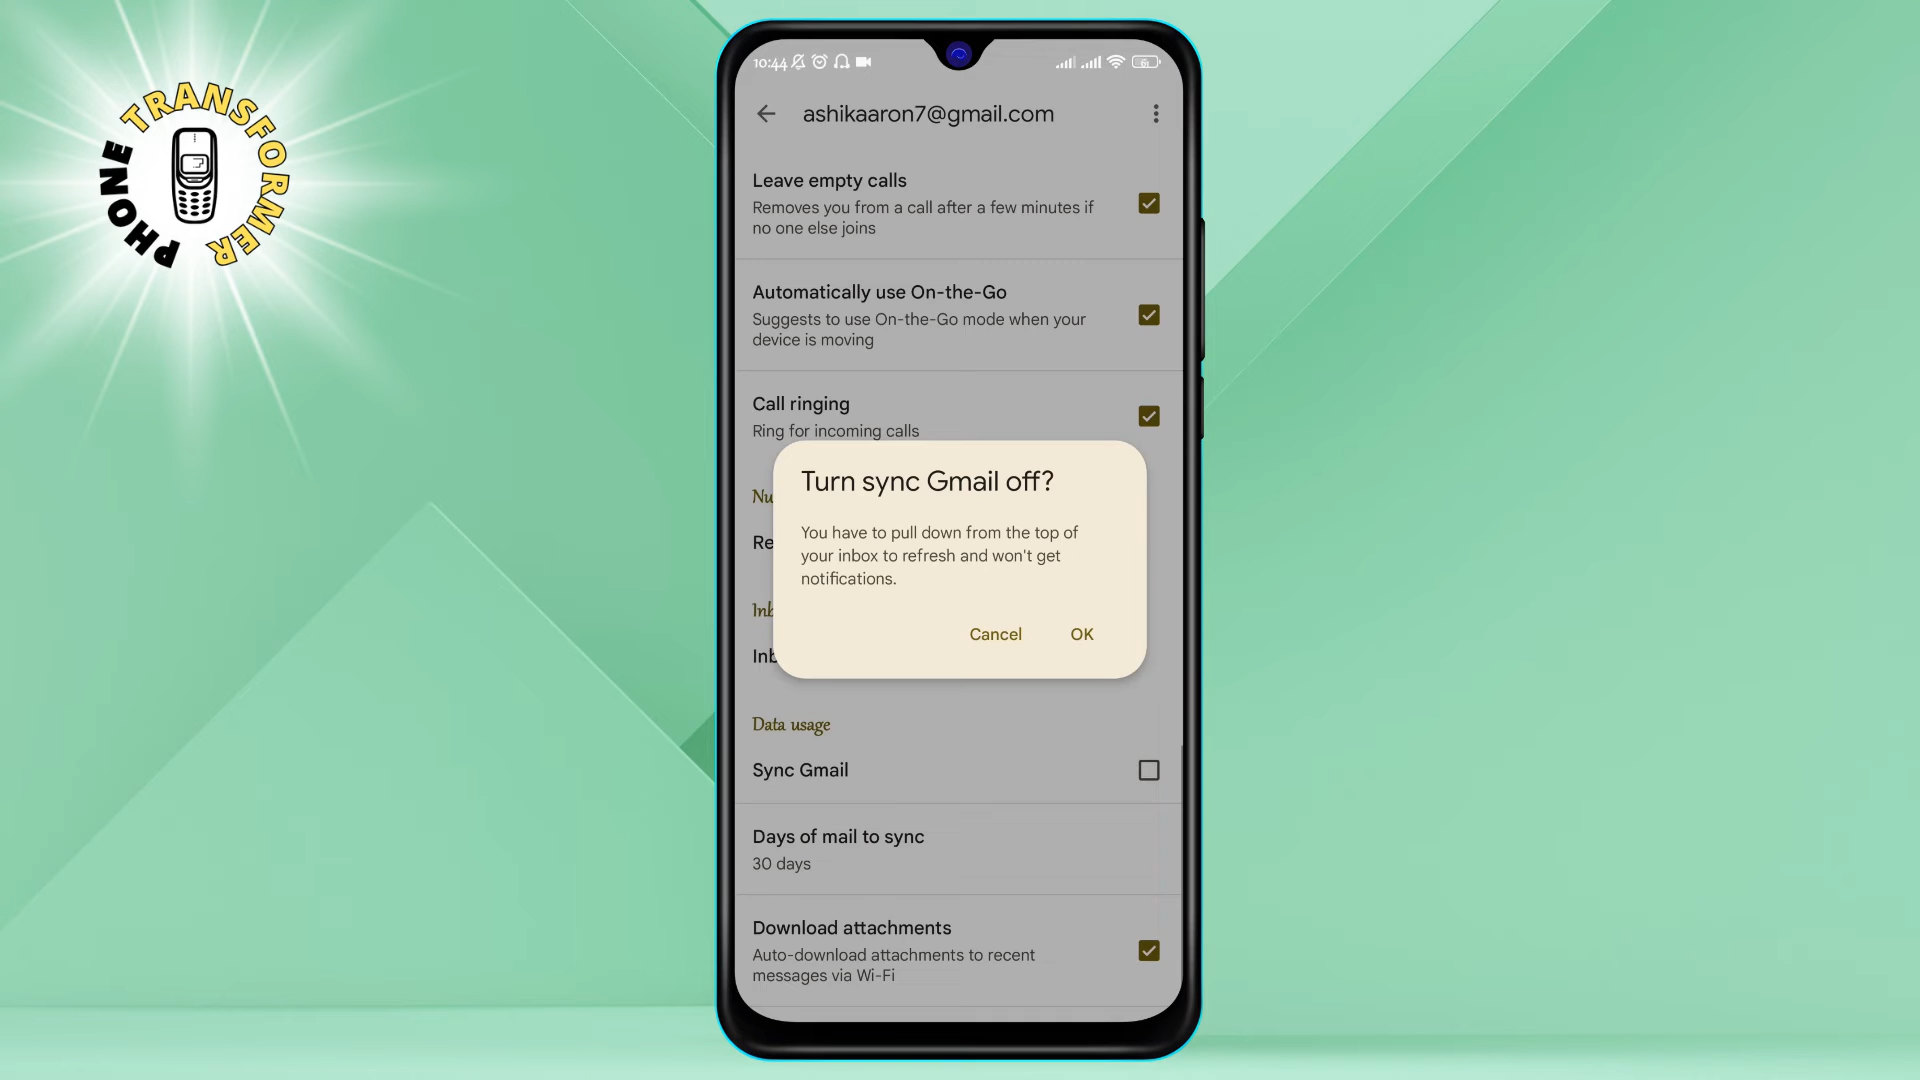 PHONE TRANSFORMER
10:44
ashikaaron7@gmail.com
Leave empty calls
Removes you from a call after a few minutes if
no one else joins
Automatically use On-the-Go
Suggests to use On-the-Go mode when your
device is moving
Call ringing
Ring for incoming calls
Nu
Turn sync Gmail off?
You have to pull down from the top of
Re
your inbox to refresh and won't get
notifications.
Inb
Cancel OK
Inb
Data usage
Sync Gmail
Days of mail to sync
30 days
Download attachments
Auto-download attachments to recent
messages via Wi-Fi